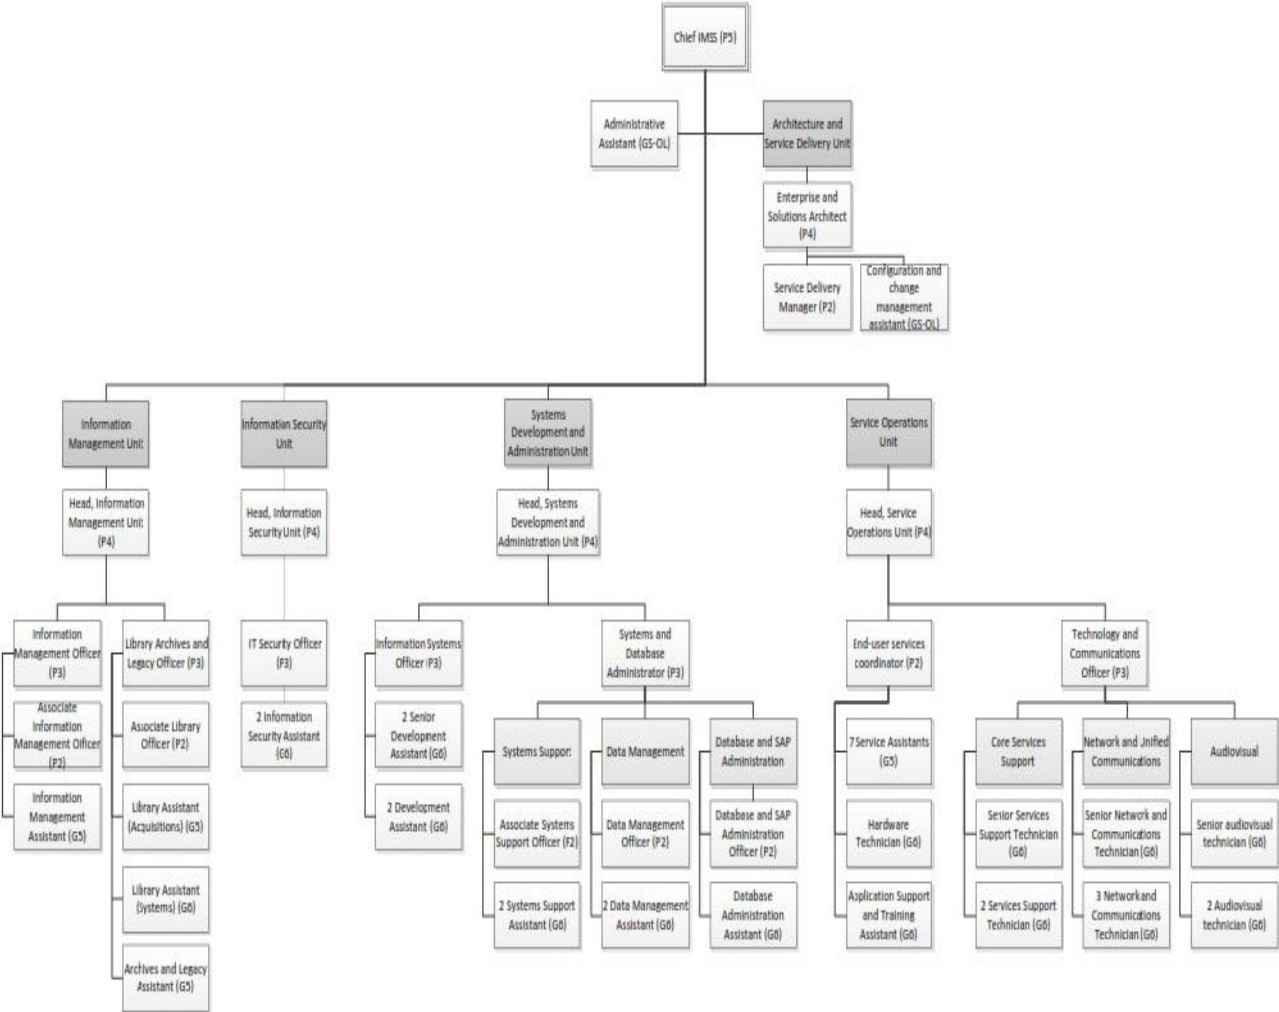 Chief IMSS (P5)
Administrative
Assistant (GS-OL)
Architecture and
Service Delivery Unit
Enterprise and
Solutions Architect
(P4)
Service Delivery
Manager (P2)
Configuration and
change
management
assistant (GS-OL)
Information
Management Unit
Information Security
Unit
Systems
Development and
Administration Unit
Service Operations
Unit
Head, Information
Management Unit
(P4)
Head, Information
Security Unit (P4)
Head, Systems
Development and
Administration Unit (P4)
Head, Service
Operations Unit (P4)
Information
Management Officer
(P3)
Library Archives and
Legacy Officer (P3)
IT Security Officer
(P3)
Information Systems
Officer (P3)
Systems and
Database
Administrator (P3)
End-user services
coordinator (P2)
Technology and
Communications
Officer (P3)
Associate
Information
Management Officer
(P2)
Associate Library
Officer (P2)
2 Information
Security Assistant
(G6)
2 Senior
Development
Assistant (G6)
Systems Support
Data Management
Database and SAP
Administration
7 Service Assistants
(G5)
Core Services
Support
Network and Unified
Communications
Audiovisual
Information
Management
Assistant (G5)
Library Assistant
(Acquisitions) (G5)
2 Development
Assistant (G6)
Associate Systems
Support Officer (P2)
Data Management
Officer (P2)
Database and SAP
Administration
Officer (P2)
Hardware
Technician (G6)
Senior Services
Support Technician
(G6)
Senior Network and
Communications
Technician (G6)
Senior audiovisual
technician (G6)
Library Assistant
(Systems) (G6)
2 Systems Support
Assistant (G6)
2 Data Management
Assistant (G6)
Database
Administration
Assistant (G6)
Application Support
and Training
Assistant (G6)
2 Services Support
Technician (G6)
3 Network and
Communications
Technician (G6)
2 Audiovisual
technician (G6)
Archives and Legacy
Assistant (G5)